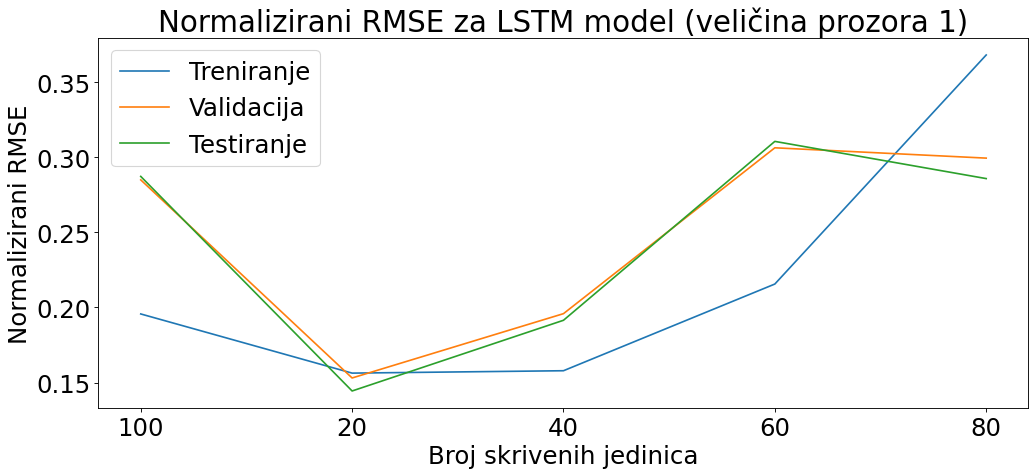 Normalizirani RMSE za LSTM model (veličina prozora 1)
Treniranje
Validacija
Testiranje
Normalizirani RMSE
0.35
0.30
0.25
0.20
0.15
100 20 40 60 80
Broj skrivenih jedinica